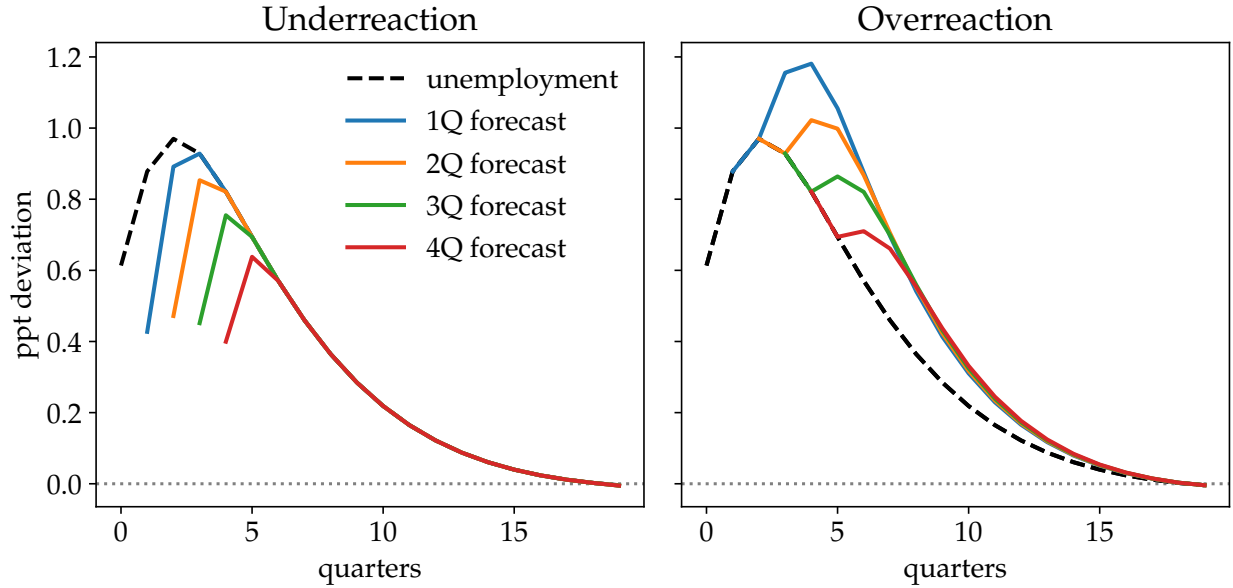 Underreaction
Overreaction
ppt deviation
1.2
1.0
0.8
0.6
0.4
0.2
0.0
unemployment
1Q forecast
2Q forecast
3Q forecast
4Q forecast
0 5 10 15
0 5 10 15
quarters
quarters